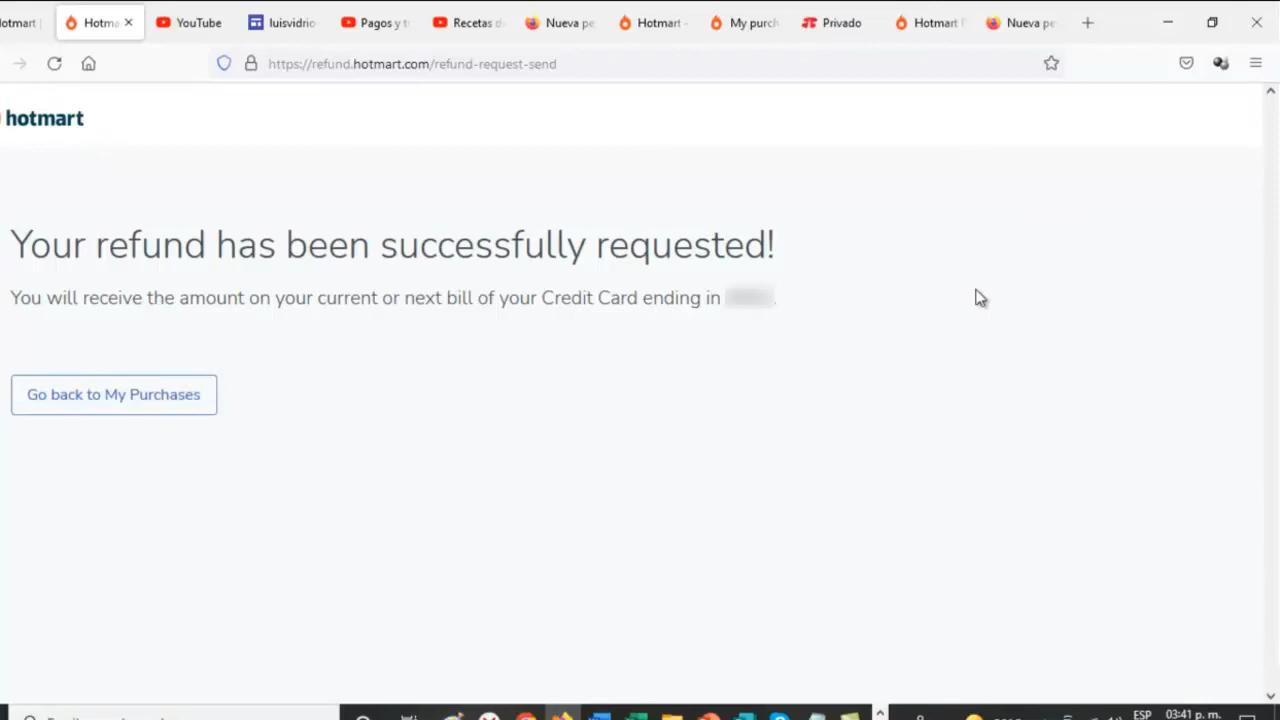 Hotma
YouTube
luisvidrio
Pagos y t
Recetas d
Nueva pe
Hotmart -
My purch
Privado
Hotmart
Nueva pe
https://refund.hotmart.com/refund-request-send
hotmart
Your refund has been successfully requested!
You will receive the amount on your current or next bill of your Credit Card ending in
Go back to My Purchases
ESP
03:41 p. m.